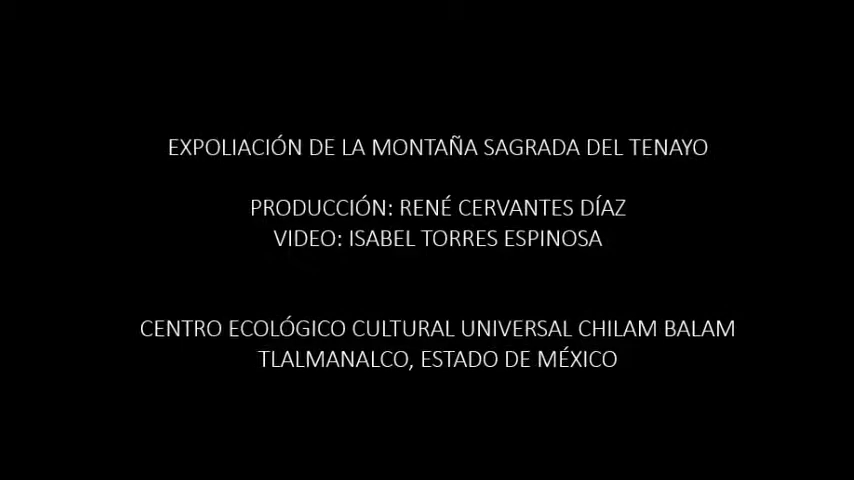 EXPOLIACIÓN DE LA MONTAÑA SAGRADA DEL TENAYO
PRODUCCIÓN: RENÉ CERVANTES DÍAZ
VIDEO: ISABEL TORRES ESPINOSA
CENTRO ECOLÓGICO CULTURAL UNIVERSAL CHILAM BALAM
TLALMANALCO, ESTADO DE MÉXICO